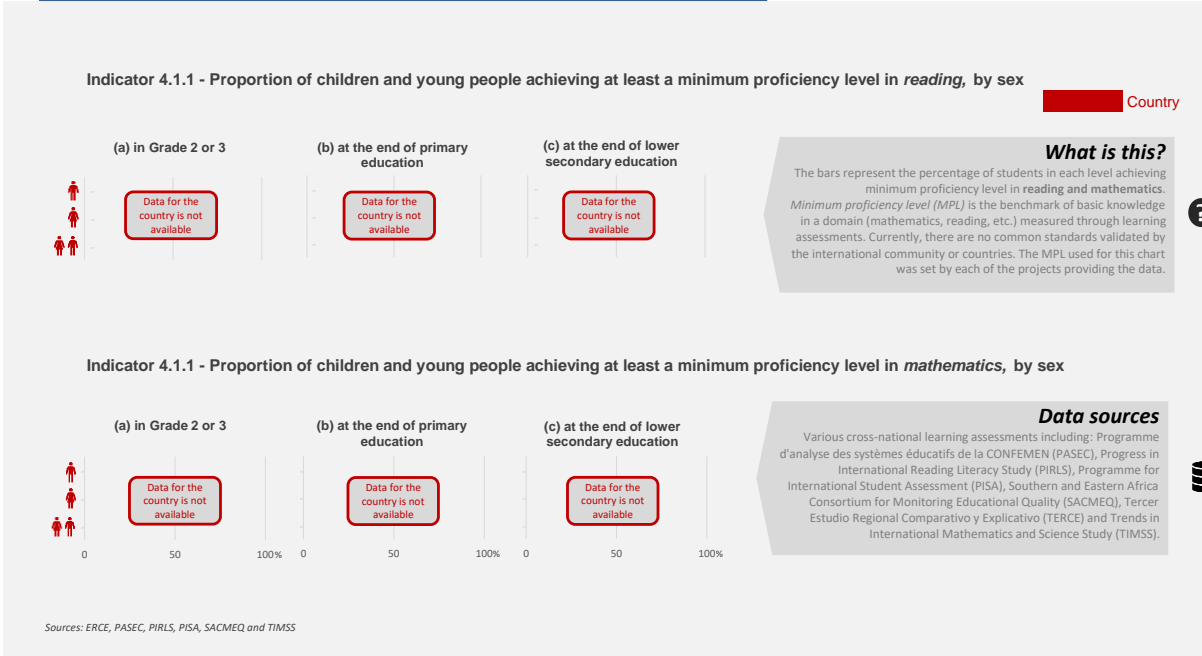 Indicator 4.1.1 - Proportion of children and young people achieving at least a minimum proficiency level in reading, by sex
Country
(a) in Grade 2 or 3
(b) at the end of primary
education
(c) at the end of lower
secondary education
Data for the
country is not
available
Data for the
country is not
available
Data for the
country is not
available
What is this?
The bars represent the percentage of students in each level achieving
minimum proficiency level in reading and mathematics.
Minimum proficiency level (MPL) is the benchmark of basic knowledge
in a domain (mathematics, reading, etc.) measured through learning
assessments. Currently, there are no common standards validated by
the international community or countries. The MPL used for this chart
was set by each of the projects providing the data.
?
Indicator 4.1.1 - Proportion of children and young people achieving at least a minimum proficiency level in mathematics, by sex
(a) in Grade 2 or 3
(b) at the end of primary
education
(c) at the end of lower
secondary education
Data for the
country is not
available
Data for the
country is not
available
Data for the
country is not
available
0 50 100%
0 50 100%
0 50 100%
Data sources
Various cross-national learning assessments including: Programme
d'analyse des systèmes éducatifs de la CONFEMEN (PASEC), Progress in
International Reading Literacy Study (PIRLS), Programme for
International Student Assessment (PISA), Southern and Eastern Africa
Consortium for Monitoring Educational Quality (SACMEQ), Tercer
Estudio Regional Comparativo y Explicativo (TERCE) and Trends in
International Mathematics and Science Study (TIMSS).
Sources: ERCE, PASEC, PIRLS, PISA, SACMEQ and TIMSS